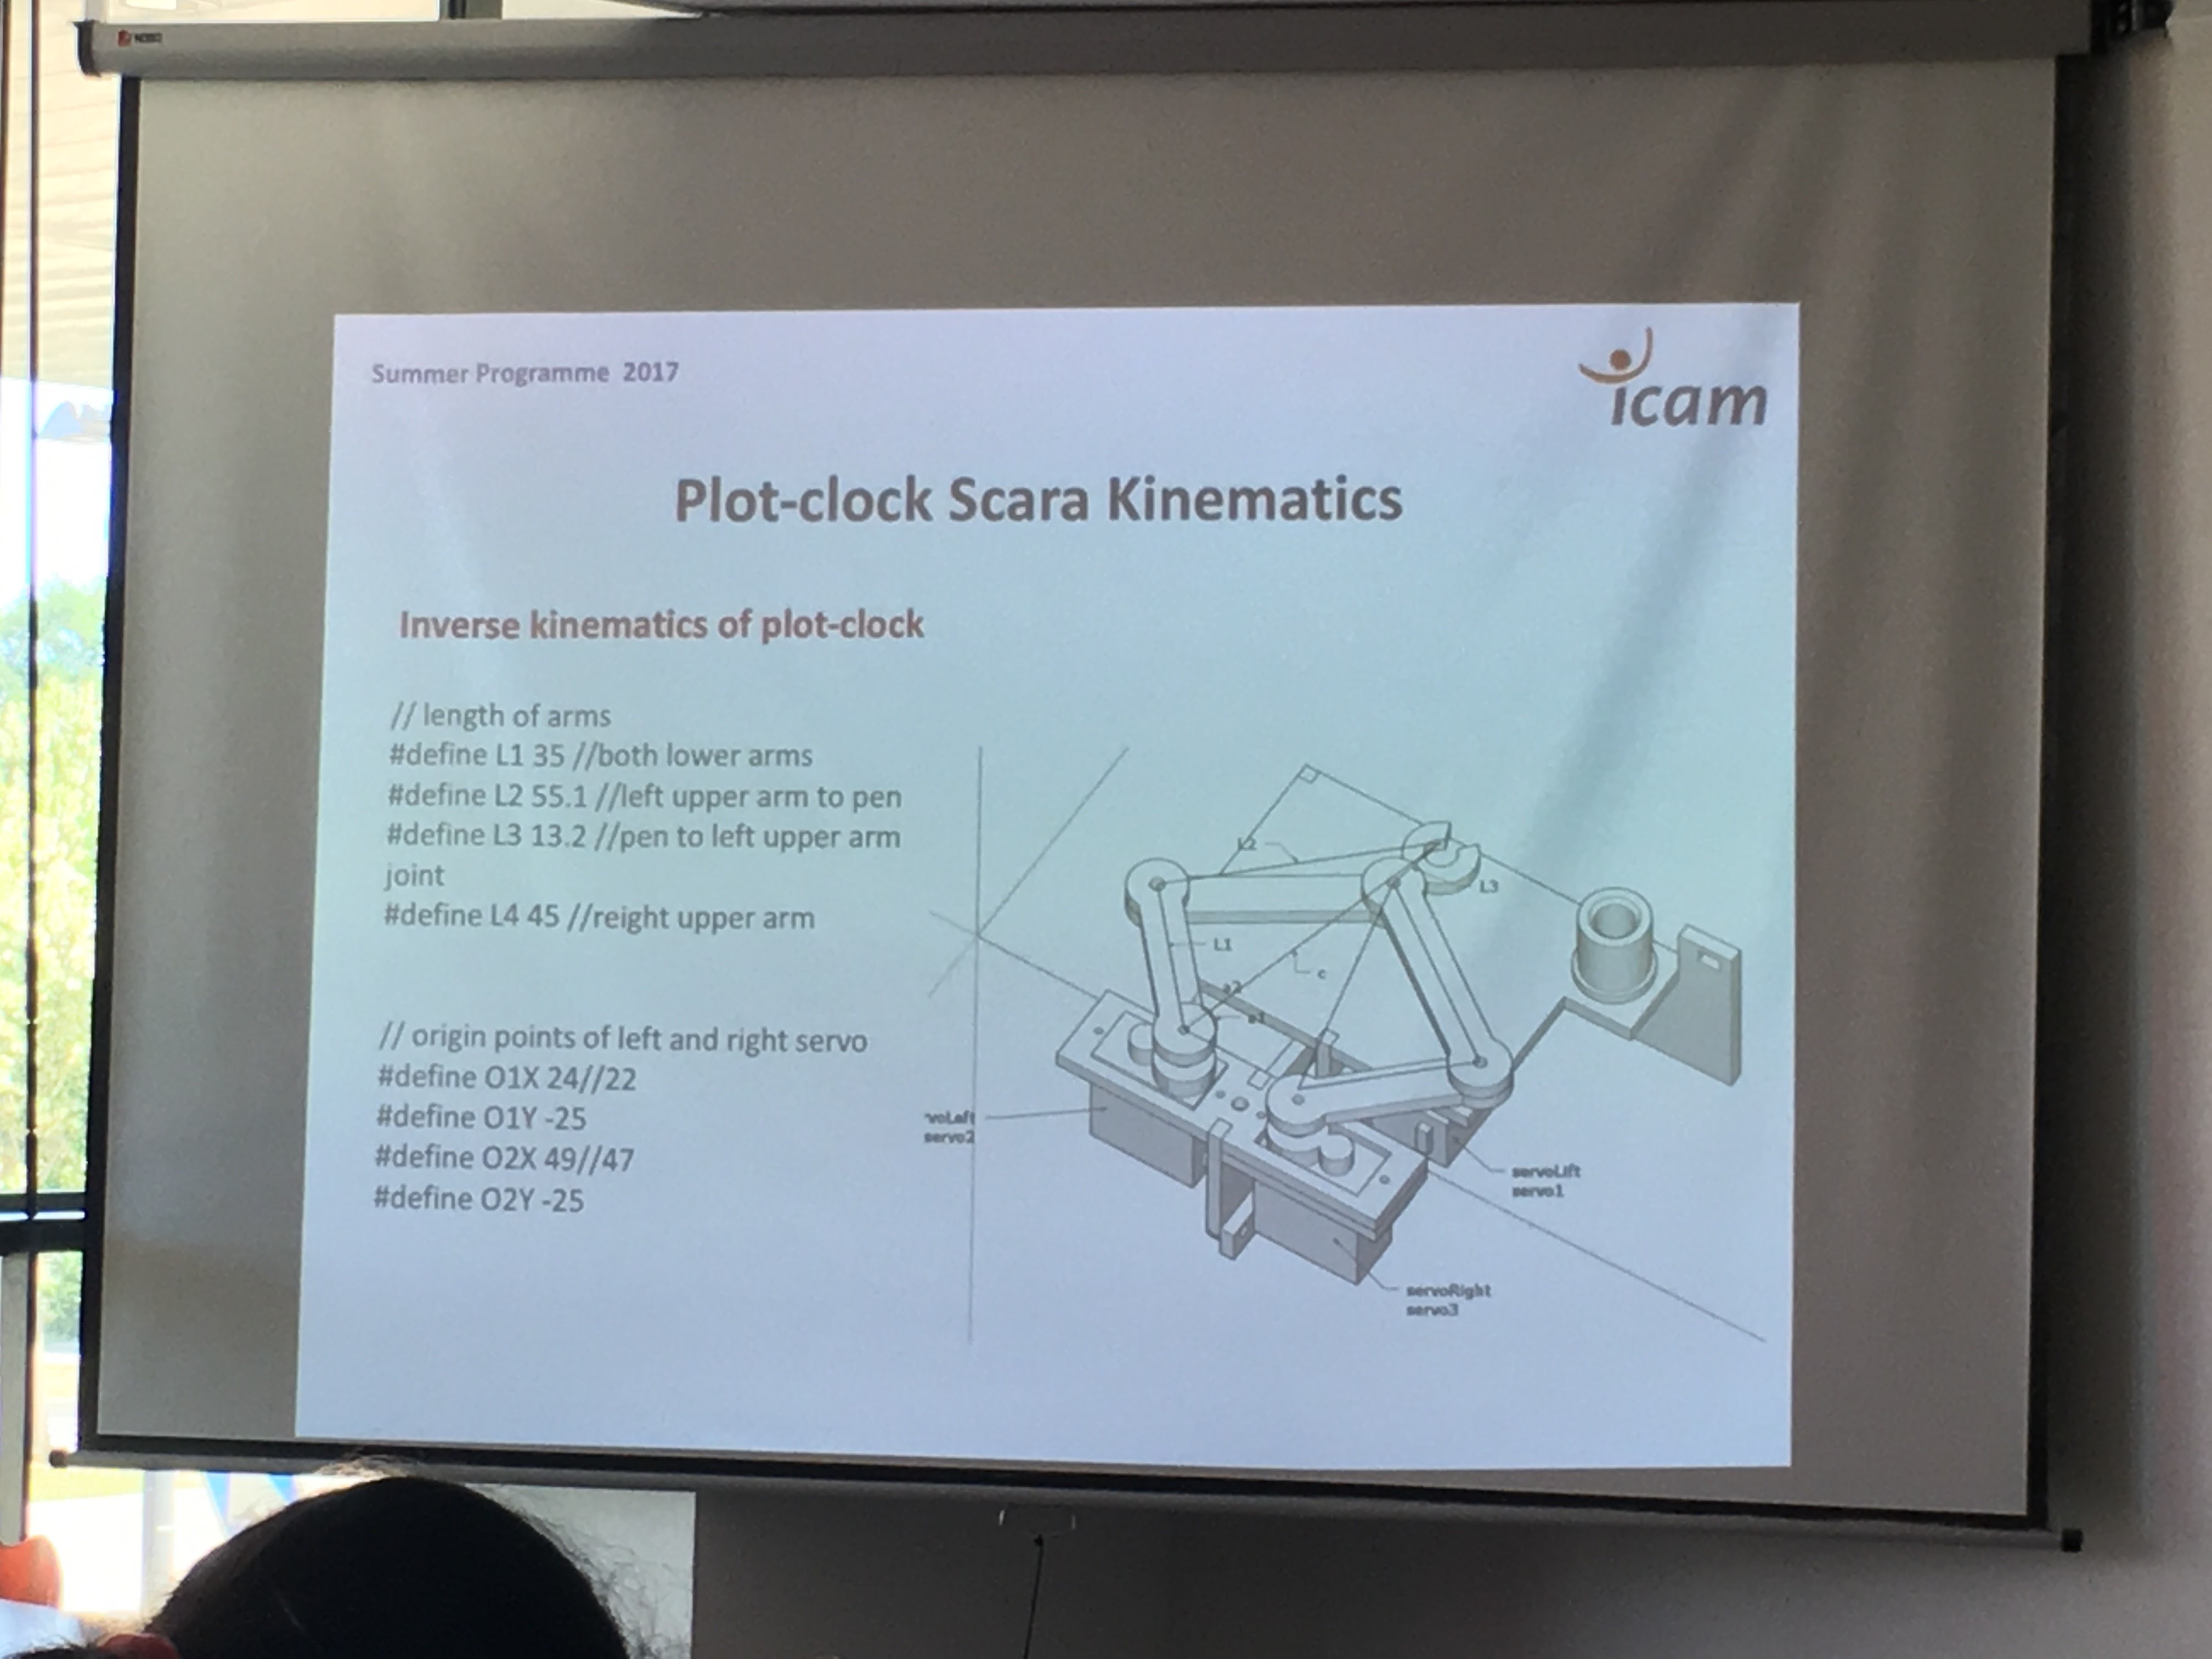 NOBO
Summer Programme 2017
icam
Plot-clock Scara Kinematics
Inverse kinematics of plot-clock
// length of arms
#define L1 35 //both lower arms
#define L2 55.1 //left upper arm to pen
#define L3 13.2 //pen to left upper arm
joint
#define L4 45 //reight upper arm
// origin points of left and right servo
#define O1X 24//22
#define O1Y -25
#define O2X 49//47
#define O2Y -25
L2
L3
L1
c
a2
a1
voLeft
servo2
servoLift
servo1
servoRight
servo3